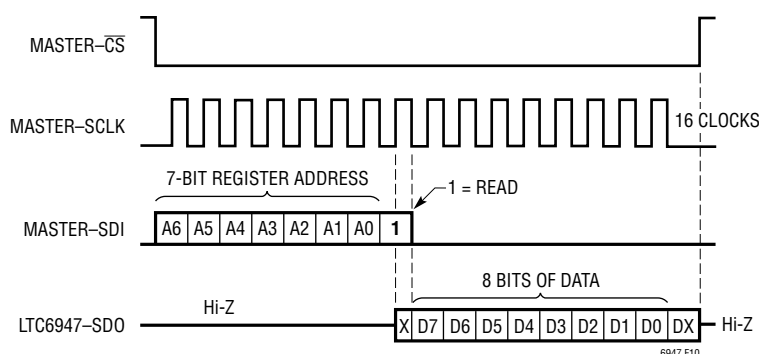 MASTER–CS
MASTER–SCLK
16 CLOCKS
7-BIT REGISTER ADDRESS
1 = READ
MASTER–SDI
A6 A5 A4 A3 A2 A1 A0 1
8 BITS OF DATA
Hi-Z
LTC6947–SDO
X D7 D6 D5 D4 D3 D2 D1 D0 DX
Hi-Z
6947 F10